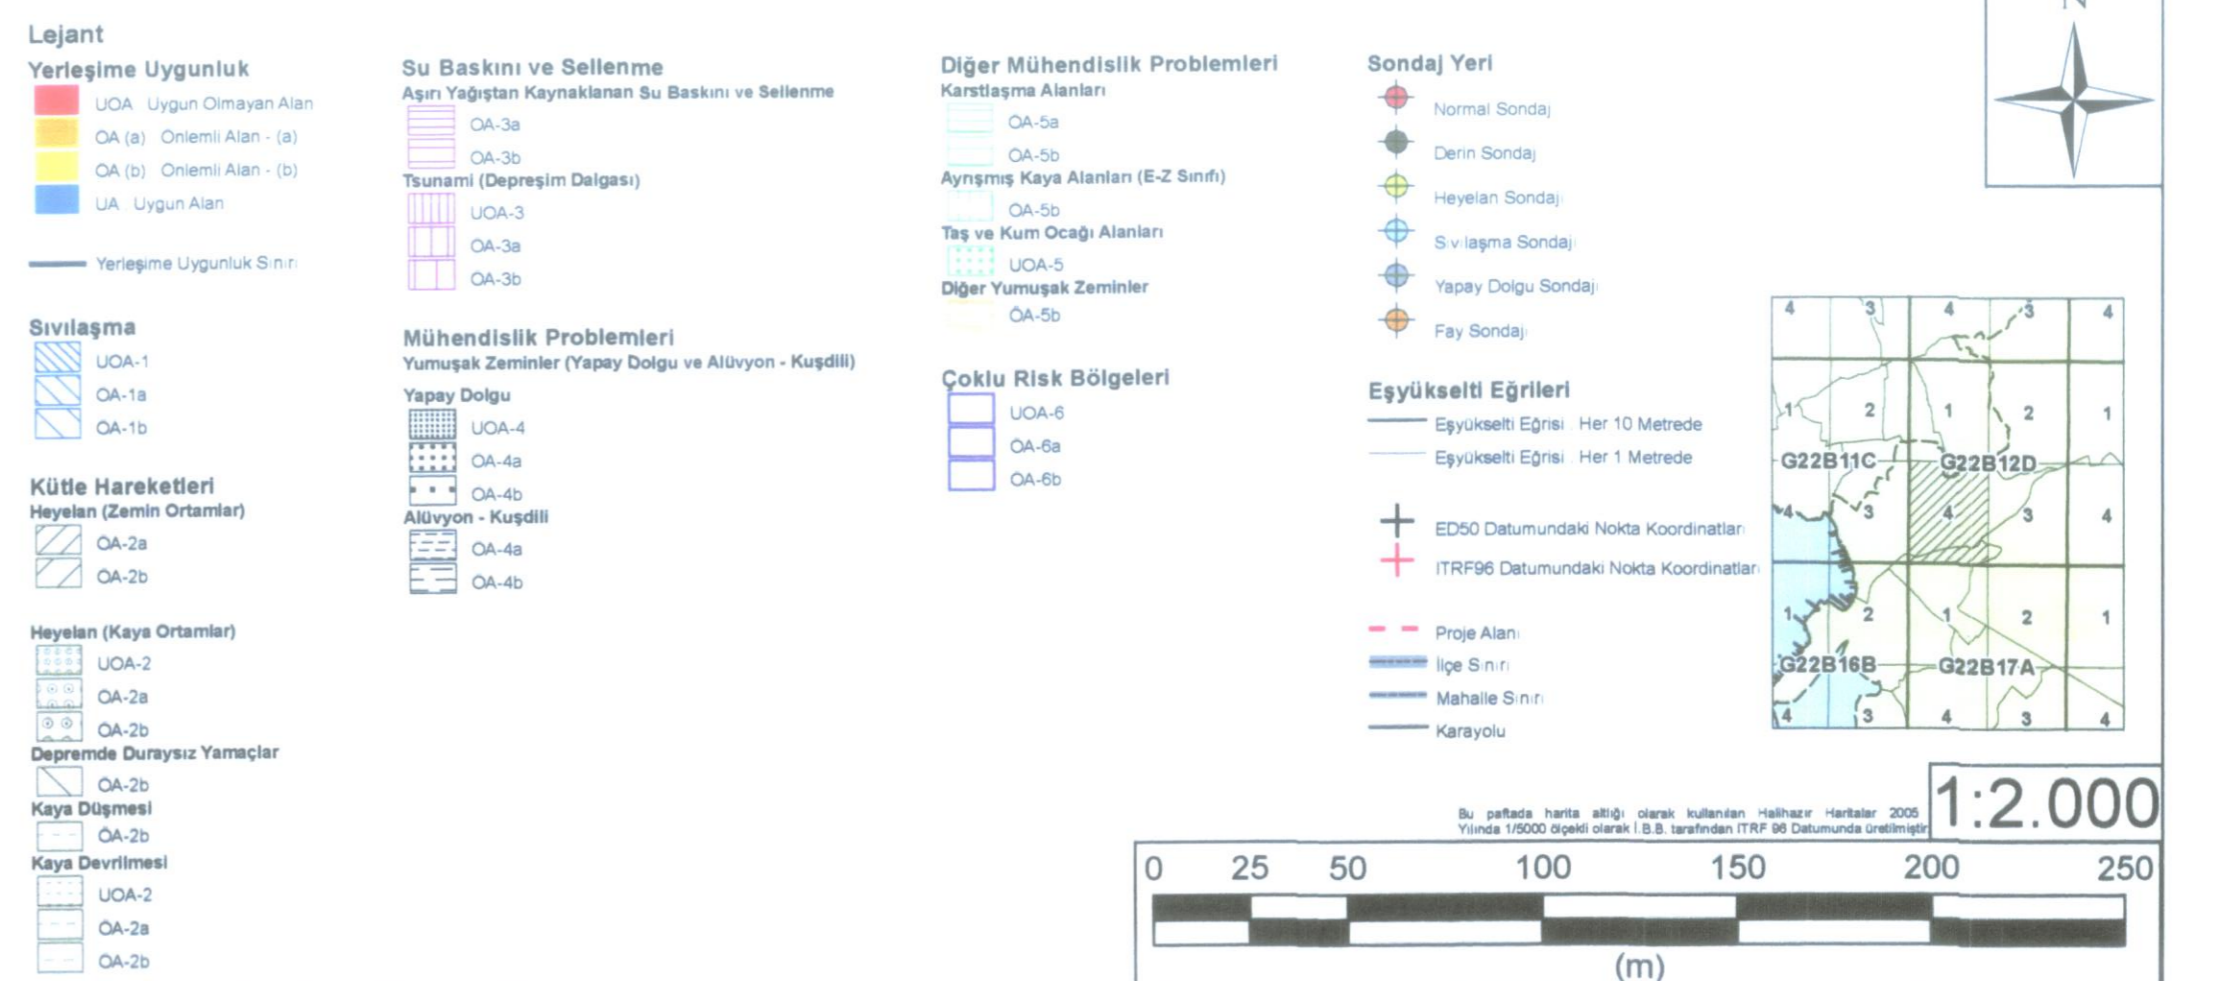 Lejant
Yerleşime Uygunluk
UOA Uygun Olmayan Alan
OA (a) Onlemli Alan - (a)
OA (b) Onlemli Alan - (b)
UA Uygun Alan
Yerleşime Uygunluk Sınırı
Sıvılaşma
UOA-1
OA-1a
OA-1b
Kütle Hareketleri
Heyelan (Zemin Ortamlar)
OA-2a
OA-2b
Heyelan (Kaya Ortamlar)
UOA-2
OA-2a
OA-2b
Depremde Duraysız Yamaçlar
OA-2b
Kaya Düşmesi
OA-2b
Kaya Devrilmesi
UOA-2
OA-2a
OA-2b
Su Baskını ve Sellenme
Aşırı Yağıştan Kaynaklanan Su Baskını ve Sellenme
OA-3a
OA-3b
Tsunami (Depreşim Dalgası)
UOA-3
OA-3a
OA-3b
Mühendislik Problemleri
Yumuşak Zeminler (Yapay Dolgu ve Alüvyon - Kuşdili)
Yapay Dolgu
UOA-4
OA-4a
OA-4b
Alüvyon - Kuşdili
OA-4a
OA-4b
Diğer Mühendislik Problemleri
Karstlaşma Alanları
OA-5a
OA-5b
Ayrışmış Kaya Alanları (E-Z Sınıfı)
OA-5b
Taş ve Kum Ocağı Alanları
UOA-5
Diğer Yumuşak Zeminler
ÖA-5b
Çoklu Risk Bölgeleri
UOA-6
OA-6a
OA-6b
Sondaj Yeri
Normal Sondaj
Derin Sondaj
Heyelan Sondajı
Sıvılaşma Sondajı
Yapay Dolgu Sondajı
Fay Sondajı
Eşyükselti Eğrileri
Eşyükselti Eğrisi : Her 10 Metrede
Eşyükselti Eğrisi : Her 1 Metrede
ED50 Datumundaki Nokta Koordinatları
ITRF96 Datumundaki Nokta Koordinatları
Proje Alanı
İlçe Sınırı
Mahalle Sınırı
Karayolu
N
4 3 4 3 4
1 2 1 2 1
G22B11C G22B12D
4 3 4 3 4
1 2 1 2 1
G22B16B G22B17A
4 3 4 3 4
Bu paftada harita altlığı olarak kullanılan Halihazır Haritalar 2005
Yılında 1/5000 ölçekli olarak İ.B.B. tarafından ITRF 96 Datumunda üretilmiştir
1:2.000
0 25 50 100 150 200 250
(m)